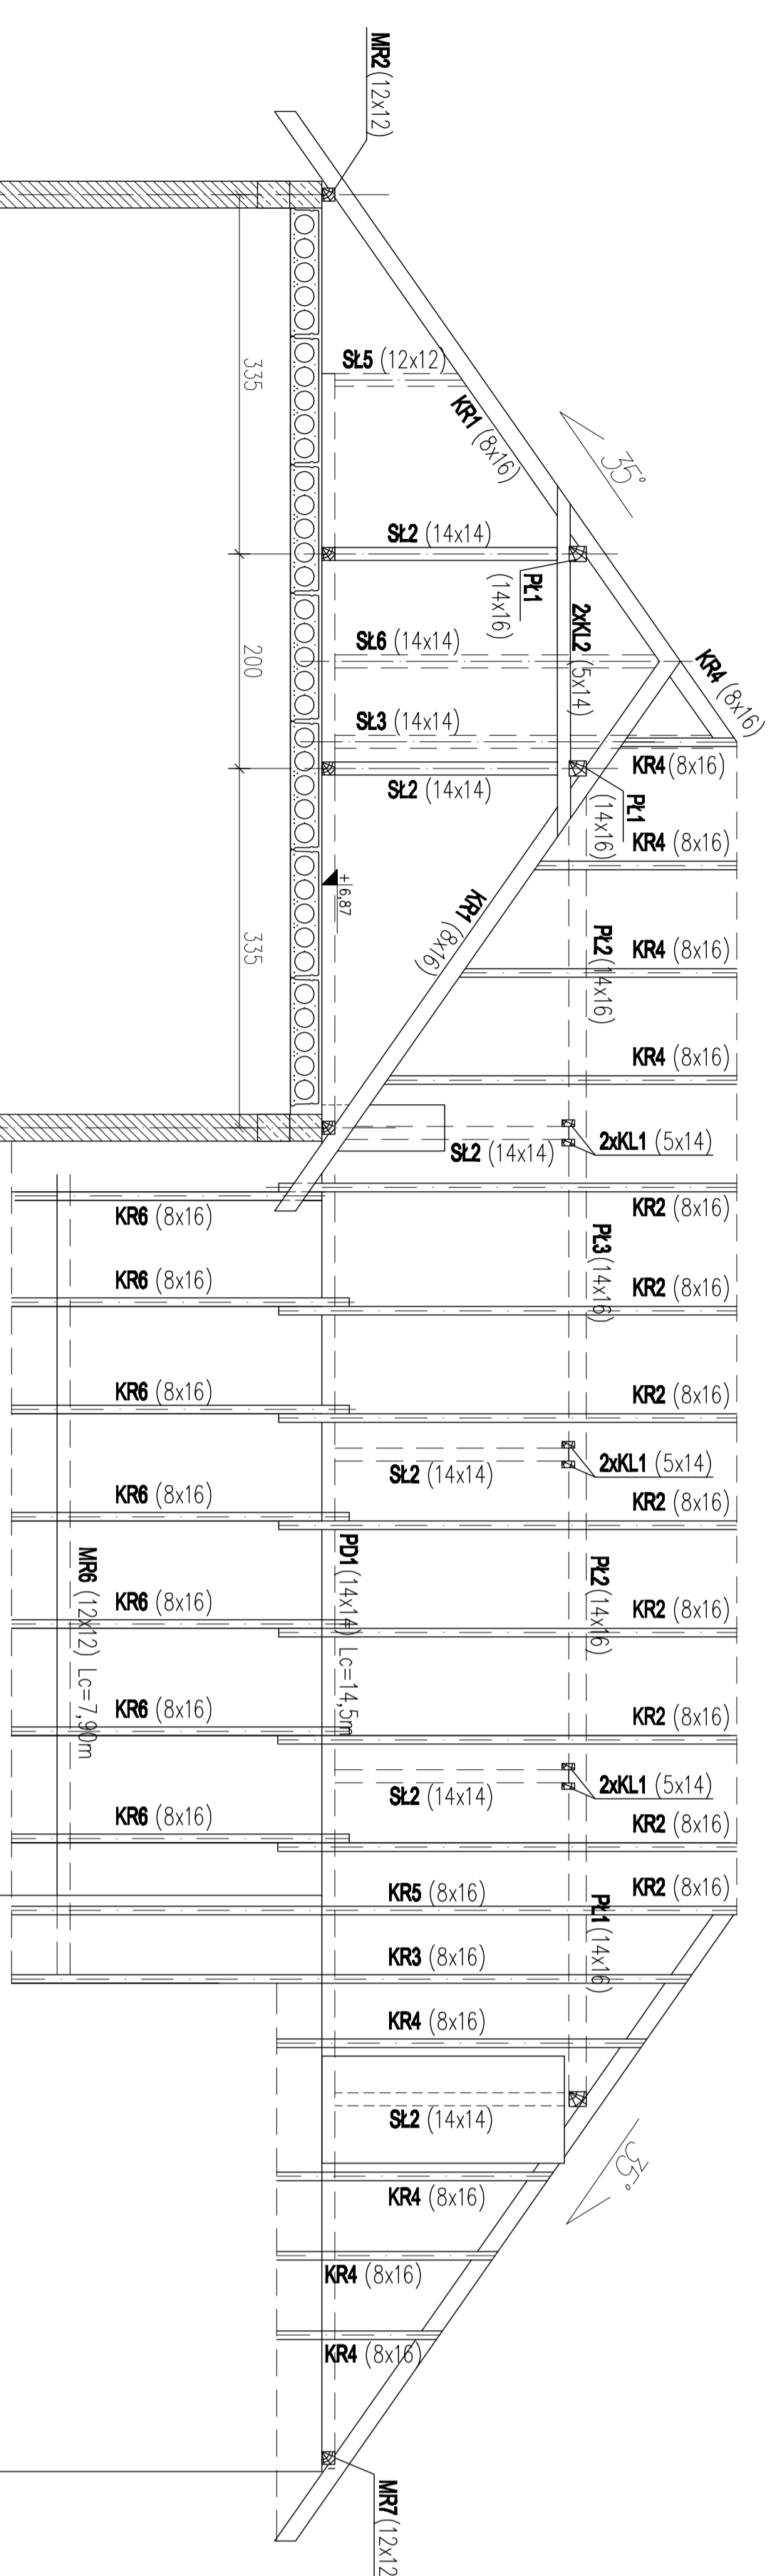 MR2 (12x12)
335
SŁ5 (12x12)
KR1 (8x16)
35°
SŁ2 (14x14)
PŁ1
(14x16)
2xKL2 (5x14)
200
SŁ6 (14x14)
KR4 (8x16)
SŁ3 (14x14)
KR4 (8x16)
SŁ2 (14x14)
PŁ1
(14x16)
KR4 (8x16)
+6,87
335
KR1 (8x16)
PŁ2 (14x16)
KR4 (8x16)
KR4 (8x16)
2xKL1 (5x14)
SŁ2 (14x14)
KR6 (8x16)
KR2 (8x16)
PŁ3 (14x16)
KR6 (8x16)
KR2 (8x16)
KR6 (8x16)
KR2 (8x16)
2xKL1 (5x14)
SŁ2 (14x14)
KR6 (8x16)
KR2 (8x16)
MR6 (12x12) Lc=7,90m
PD1 (14x14) Lc=14,5m
PŁ2 (14x16)
KR6 (8x16)
KR2 (8x16)
KR6 (8x16)
KR2 (8x16)
2xKL1 (5x14)
SŁ2 (14x14)
KR6 (8x16)
KR2 (8x16)
KR5 (8x16)
KR2 (8x16)
PŁ1 (14x16)
KR3 (8x16)
KR4 (8x16)
SŁ2 (14x14)
35°
KR4 (8x16)
KR4 (8x16)
KR4 (8x16)
MR7 (12x12